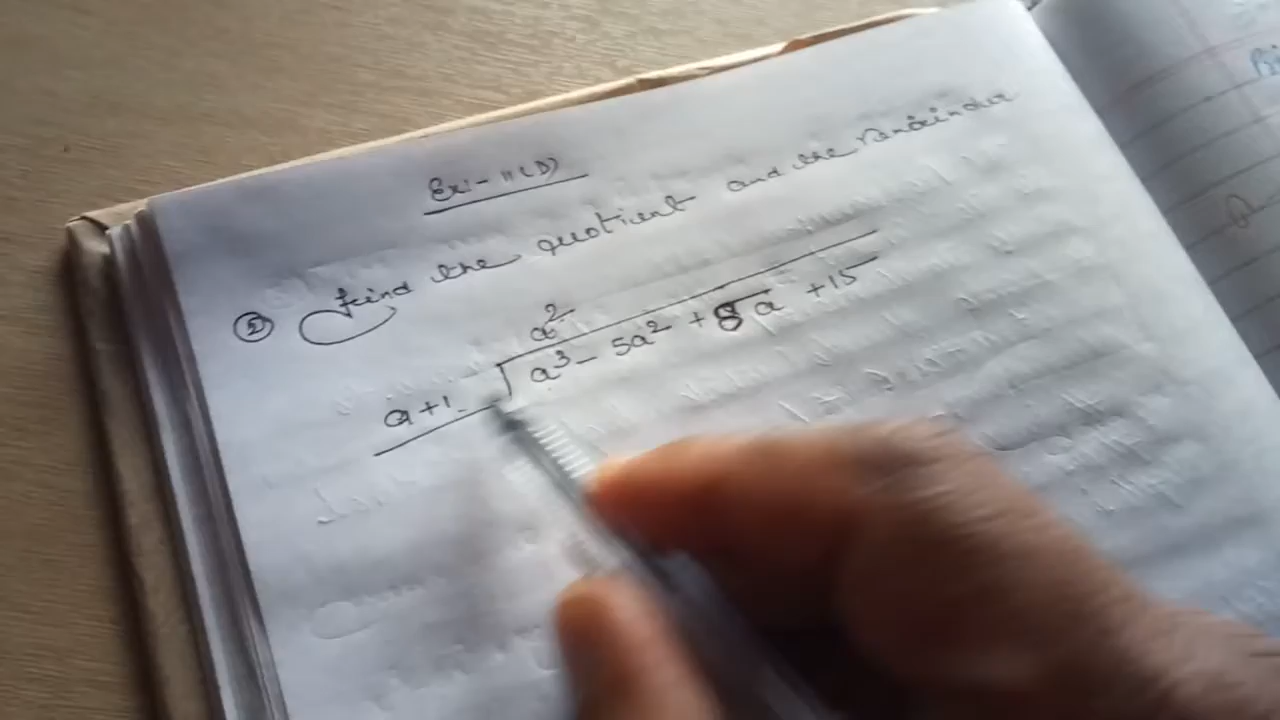 Ex:- 11(D)
⑤ Find the quotient and the remainder
a²
a+1 a³ - 5a² + 8a + 15